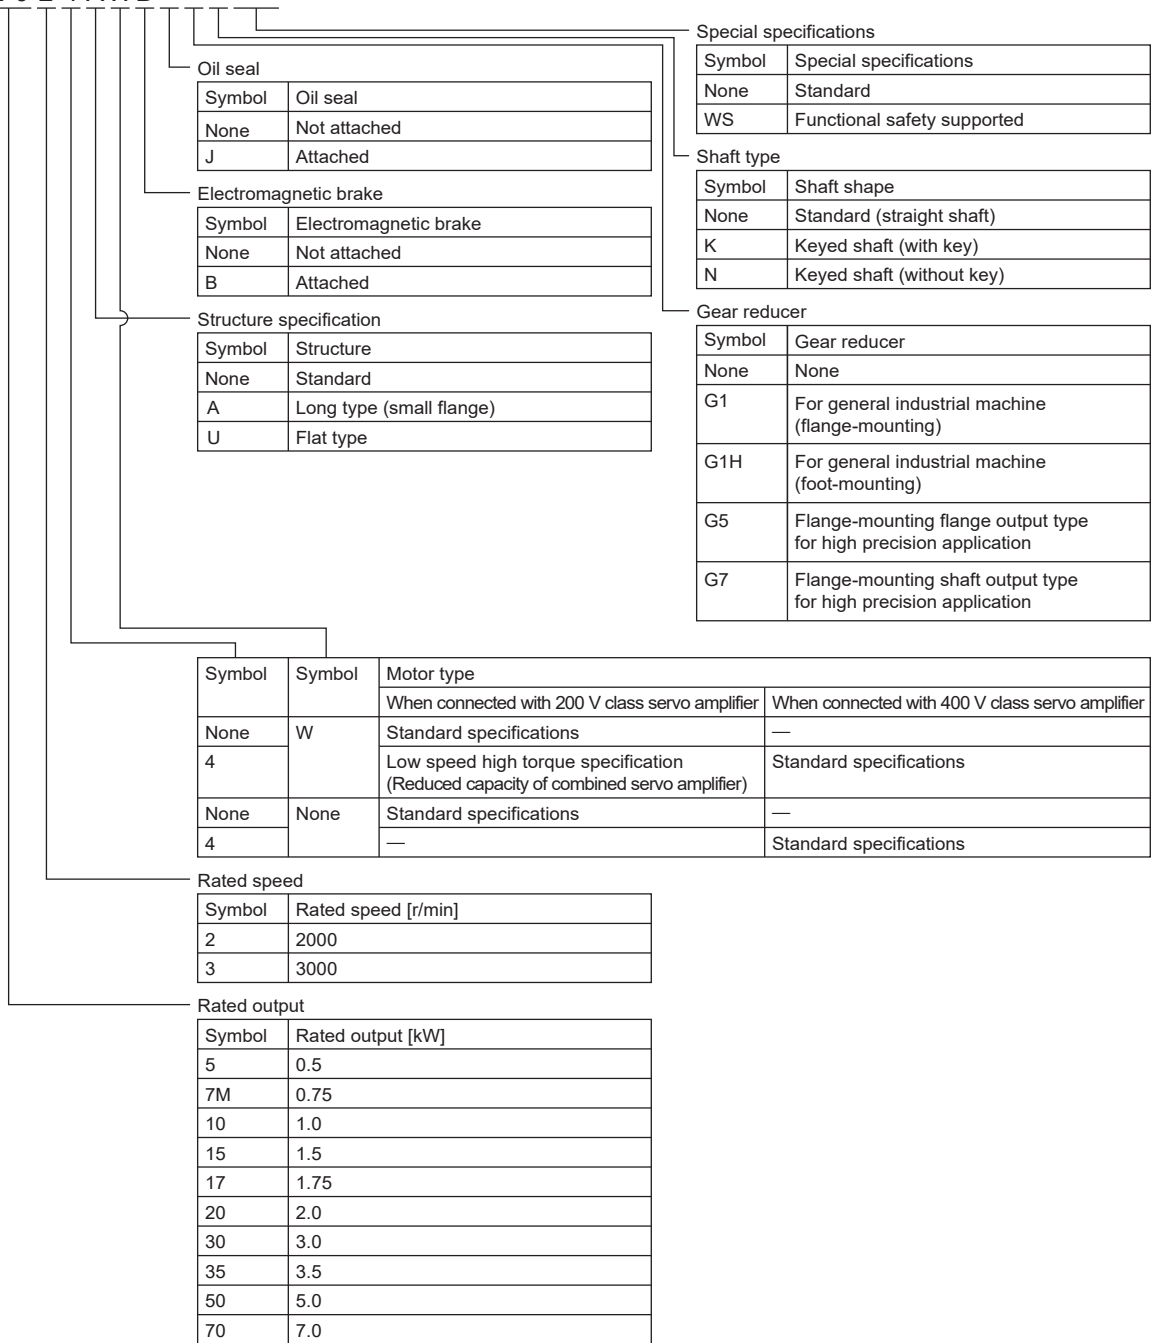 Special specifications
Symbol Special specifications
None Standard
WS Functional safety supported
Oil seal
Symbol Oil seal
None Not attached
J Attached
Shaft type
Symbol Shaft shape
None Standard (straight shaft)
K Keyed shaft (with key)
N Keyed shaft (without key)
Electromagnetic brake
Symbol Electromagnetic brake
None Not attached
B Attached
Gear reducer
Symbol Gear reducer
None None
G1 For general industrial machine
(flange-mounting)
G1H For general industrial machine
(foot-mounting)
G5 Flange-mounting flange output type
for high precision application
G7 Flange-mounting shaft output type
for high precision application
Structure specification
Symbol Structure
None Standard
A Long type (small flange)
U Flat type
Symbol Symbol Motor type
When connected with 200 V class servo amplifier When connected with 400 V class servo amplifier
None W Standard specifications —
4 Low speed high torque specification Standard specifications
(Reduced capacity of combined servo amplifier)
None None Standard specifications —
4 — Standard specifications
Rated speed
Symbol Rated speed [r/min]
2 2000
3 3000
Rated output
Symbol Rated output [kW]
5 0.5
7M 0.75
10 1.0
15 1.5
17 1.75
20 2.0
30 3.0
35 3.5
50 5.0
70 7.0